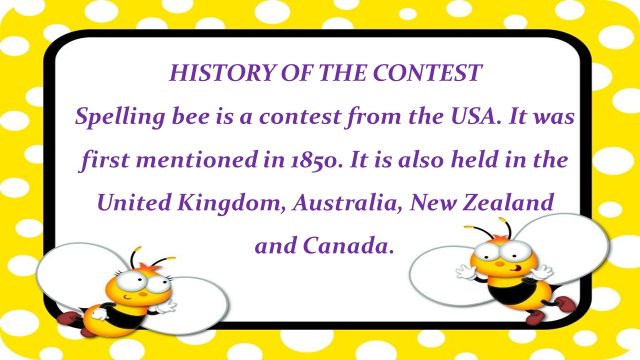 HISTORY OF THE CONTEST
Spelling bee is a contest from the USA. It was
first mentioned in 1850. It is also held in the
United Kingdom, Australia, New Zealand
and Canada.